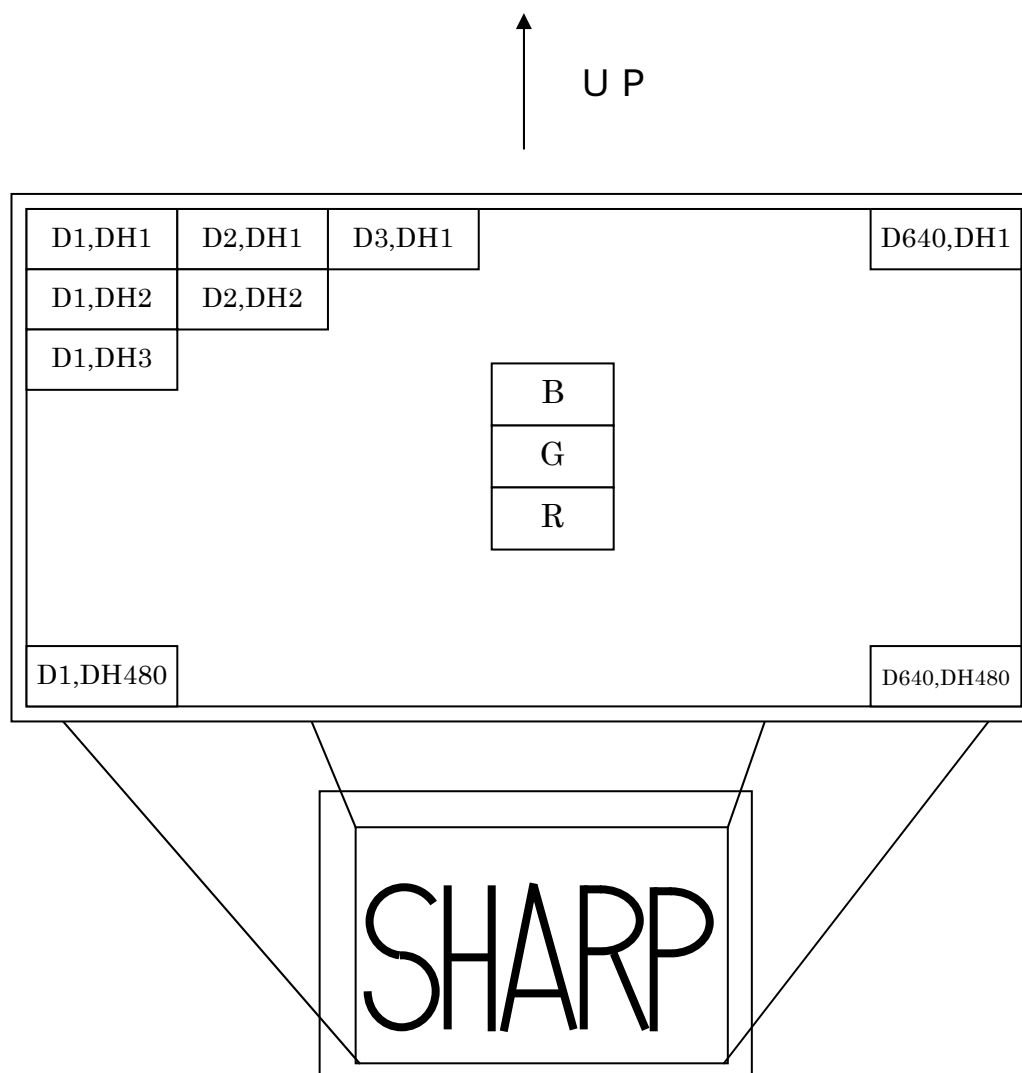 UP
D1,DH1 D2,DH1 D3,DH1 D640,DH1
D1,DH2 D2,DH2
D1,DH3
B
G
R
D1,DH480 D640,DH480
SHARP